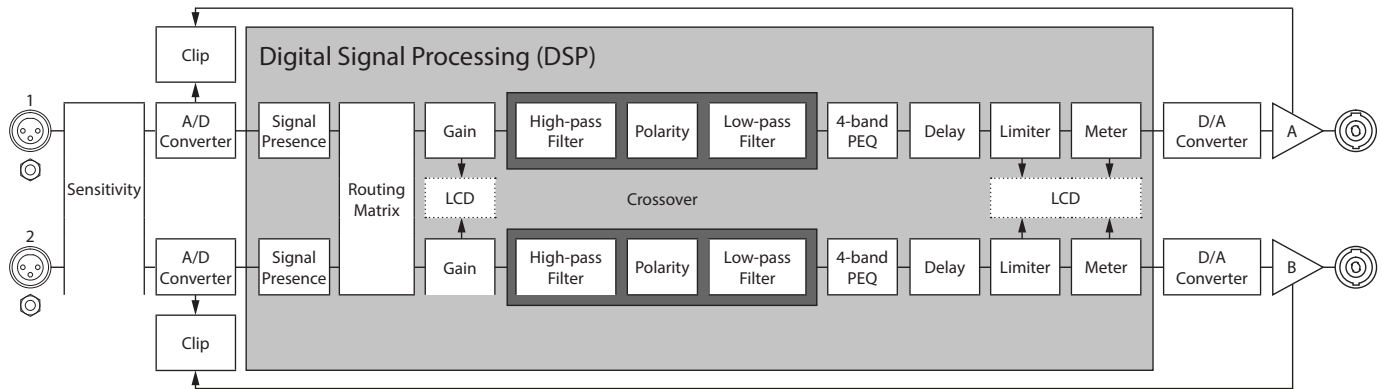 Clip
Digital Signal Processing (DSP)
1
A/D
Converter
Signal
Presence
Gain
High-pass
Filter
Polarity
Low-pass
Filter
4-band
PEQ
Delay
Limiter
Meter
D/A
Converter
A
Sensitivity
Routing
Matrix
LCD
Crossover
LCD
2
A/D
Converter
Signal
Presence
Gain
High-pass
Filter
Polarity
Low-pass
Filter
4-band
PEQ
Delay
Limiter
Meter
D/A
Converter
B
Clip